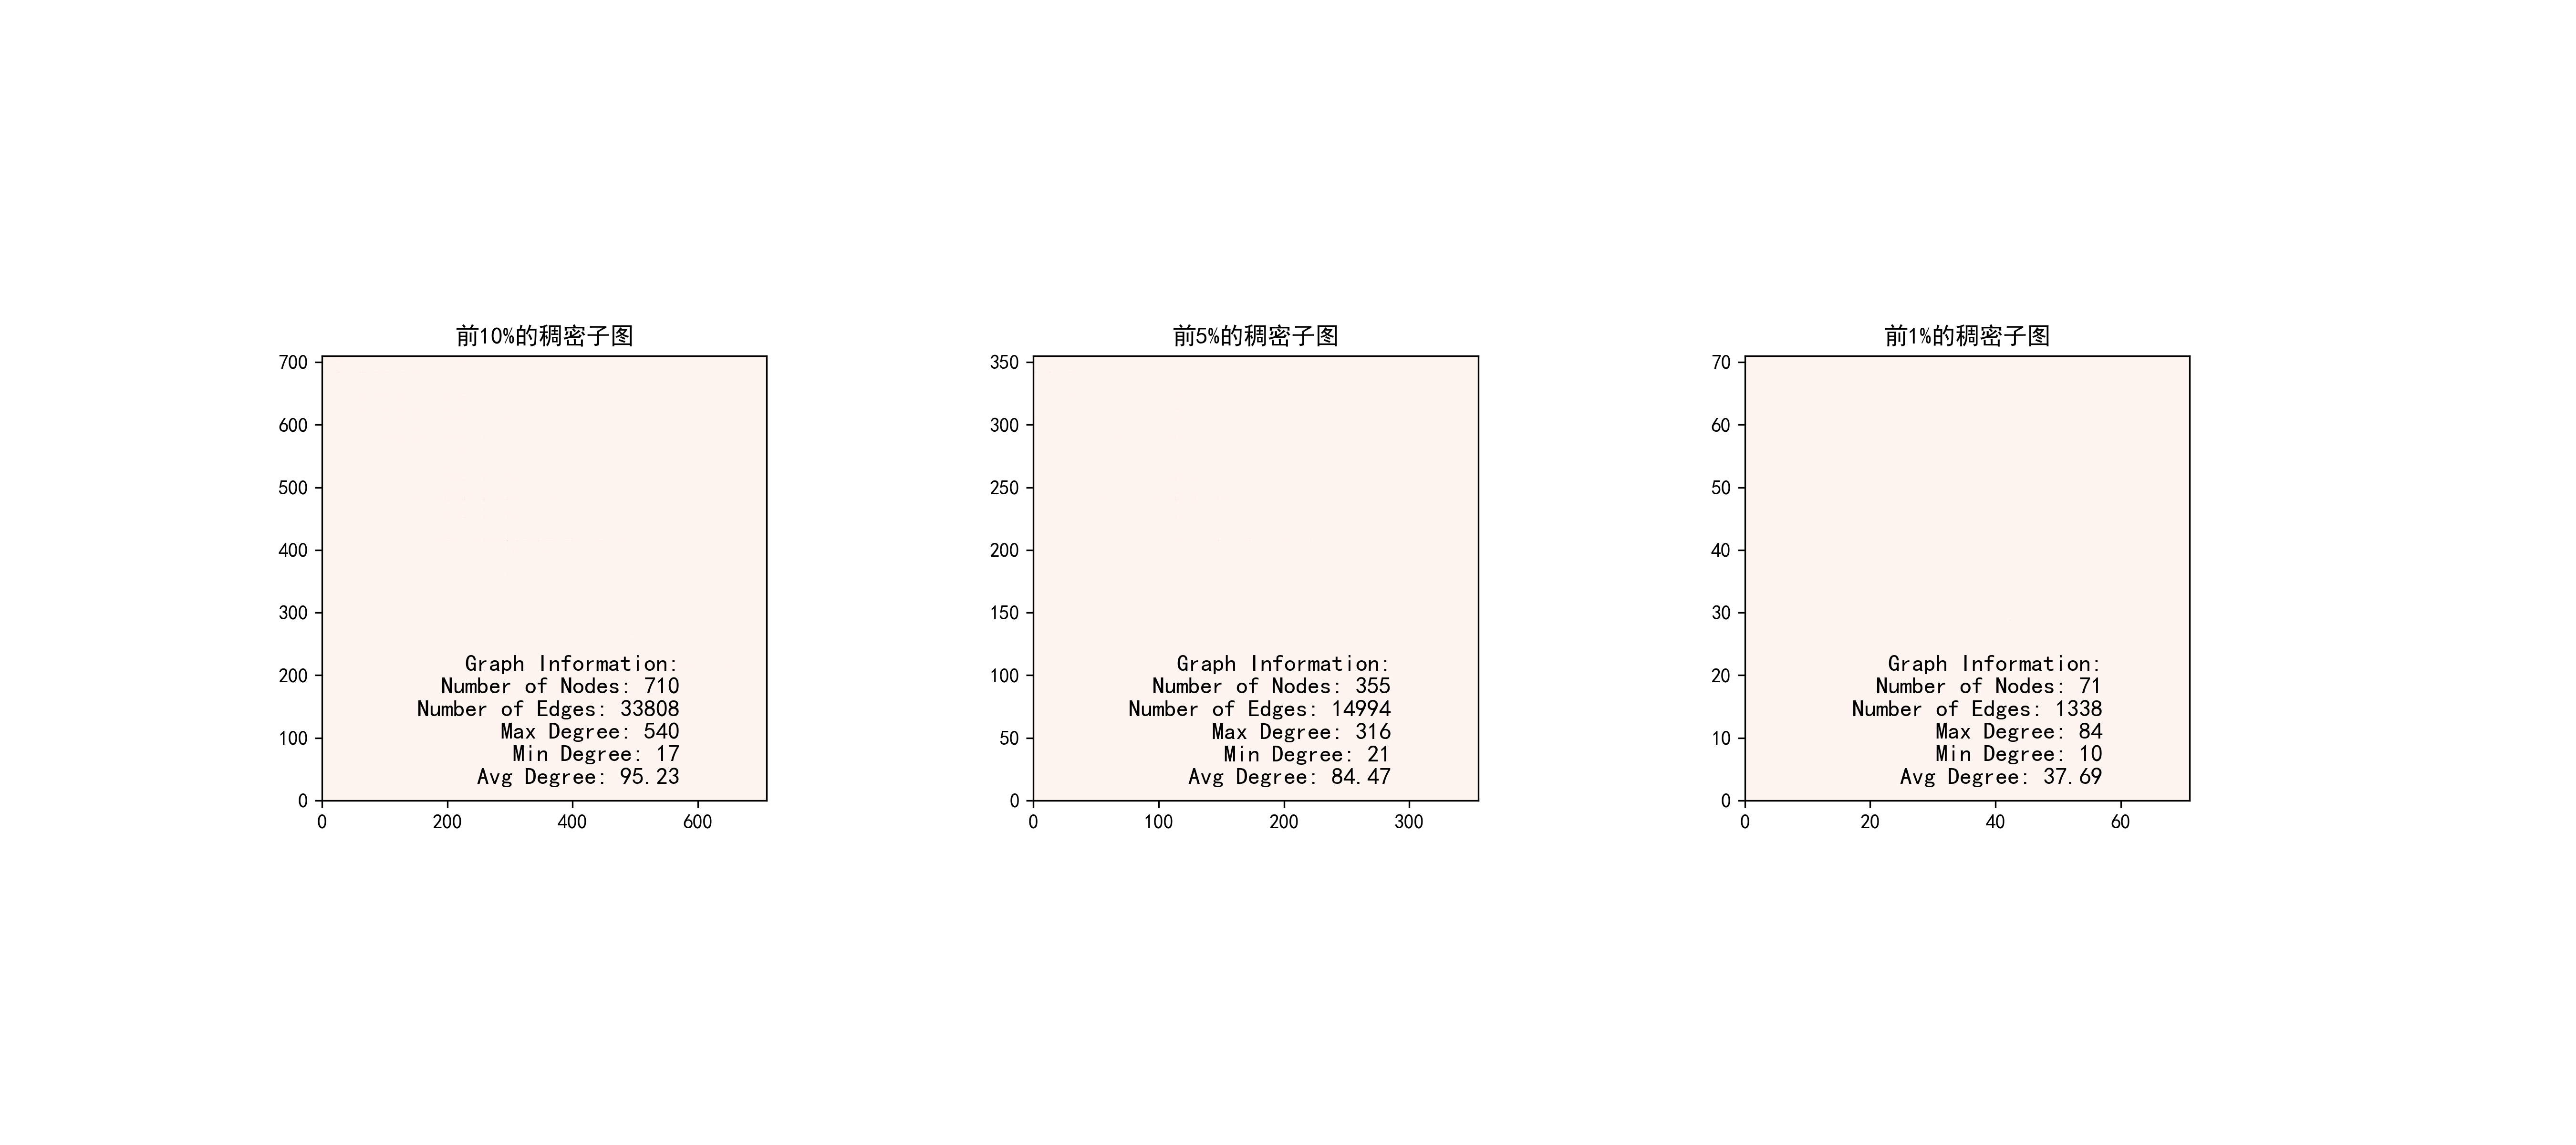 前10%的稠密子图
700
600
500
400
300
200
100
0
Graph Information:
Number of Nodes: 710
Number of Edges: 33808
Max Degree: 540
Min Degree: 17
Avg Degree: 95.23
0 200 400 600
前5%的稠密子图
350
300
250
200
150
100
50
0
Graph Information:
Number of Nodes: 355
Number of Edges: 14994
Max Degree: 316
Min Degree: 21
Avg Degree: 84.47
0 100 200 300
前1%的稠密子图
70
60
50
40
30
20
10
0
Graph Information:
Number of Nodes: 71
Number of Edges: 1338
Max Degree: 84
Min Degree: 10
Avg Degree: 37.69
0 20 40 60